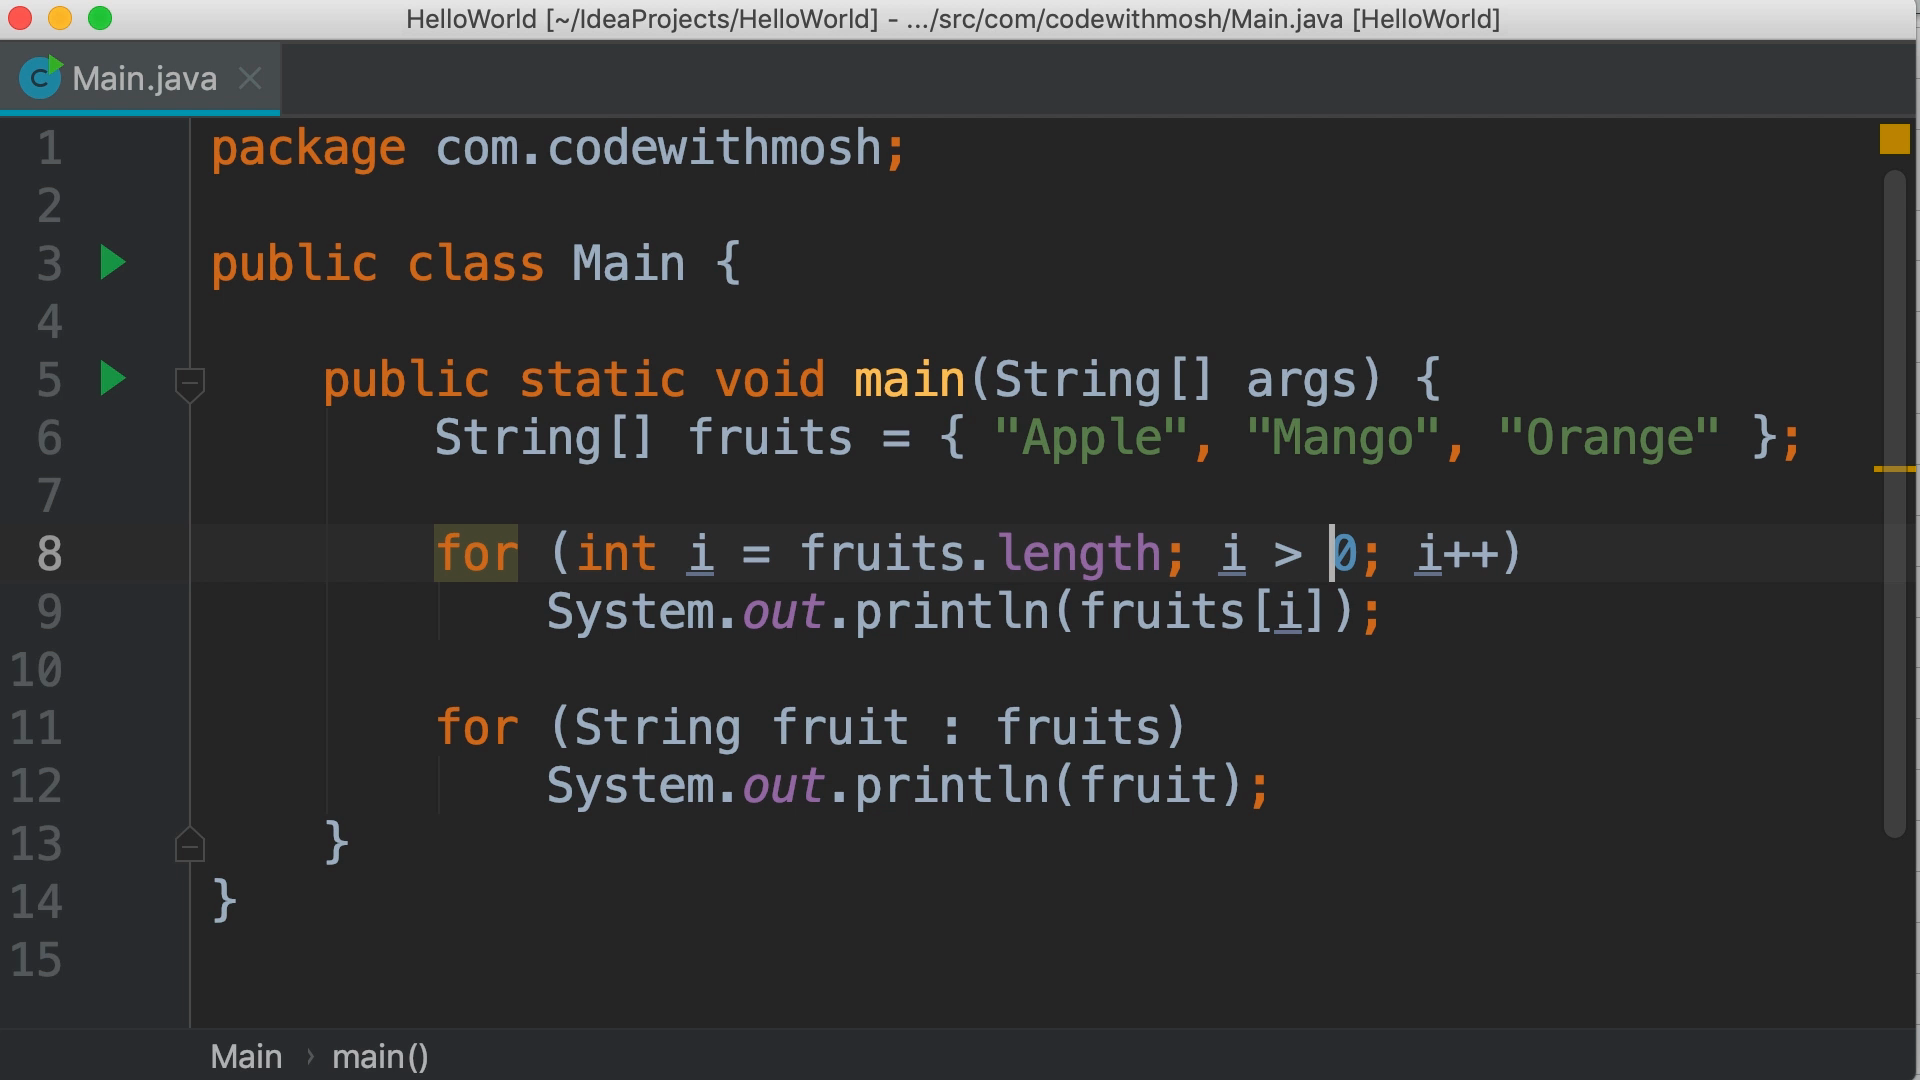 HelloWorld [~/IdeaProjects/HelloWorld] - .../src/com/codewithmosh/Main.java [HelloWorld]
C Main.java
1 package com.codewithmosh;
2
3 public class Main {
4
5     public static void main(String[] args) {
6         String[] fruits = { "Apple", "Mango", "Orange" };
7
8         for (int i = fruits.length; i > 0; i++)
9             System.out.println(fruits[i]);
10
11         for (String fruit : fruits)
12             System.out.println(fruit);
13     }
14 }
15
Main › main()